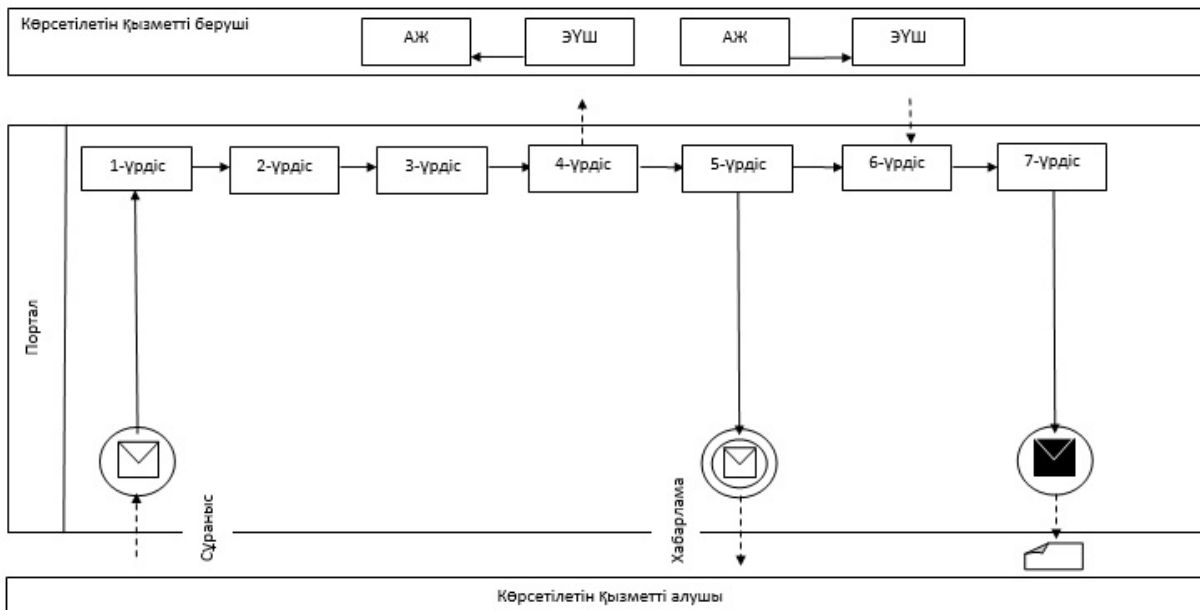 Көрсетілетін қызметті беруші
АЖ
ЭҮШ
АЖ
ЭҮШ
1-үрдіс
2-үрдіс
3-үрдіс
4-үрдіс
5-үрдіс
6-үрдіс
7-үрдіс
Портал
Сұраныс
Хабарлама
Көрсетілетін қызметті алушы